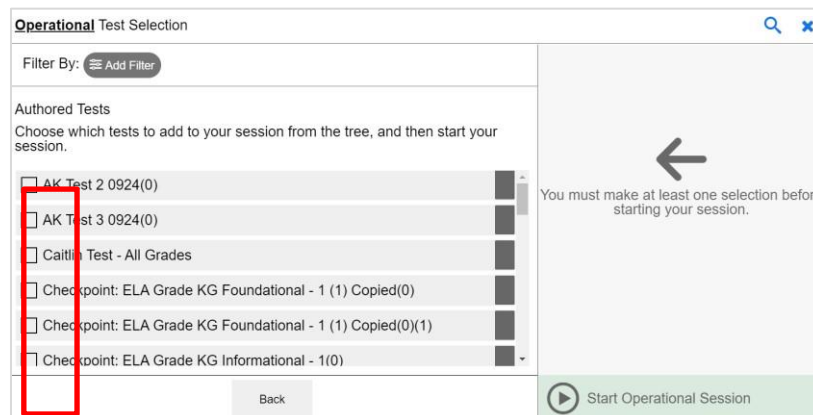 Operational Test Selection
Filter By: Add Filter
Authored Tests
Choose which tests to add to your session from the tree, and then start your
session.
AK Test 2 0924(0)
AK Test 3 0924(0)
Caitlin Test - All Grades
Checkpoint: ELA Grade KG Foundational - 1 (1) Copied(0)
Checkpoint: ELA Grade KG Foundational - 1 (1) Copied(0)(1)
Checkpoint: ELA Grade KG Informational - 1(0)
Back
You must make at least one selection befor
starting your session.
Start Operational Session